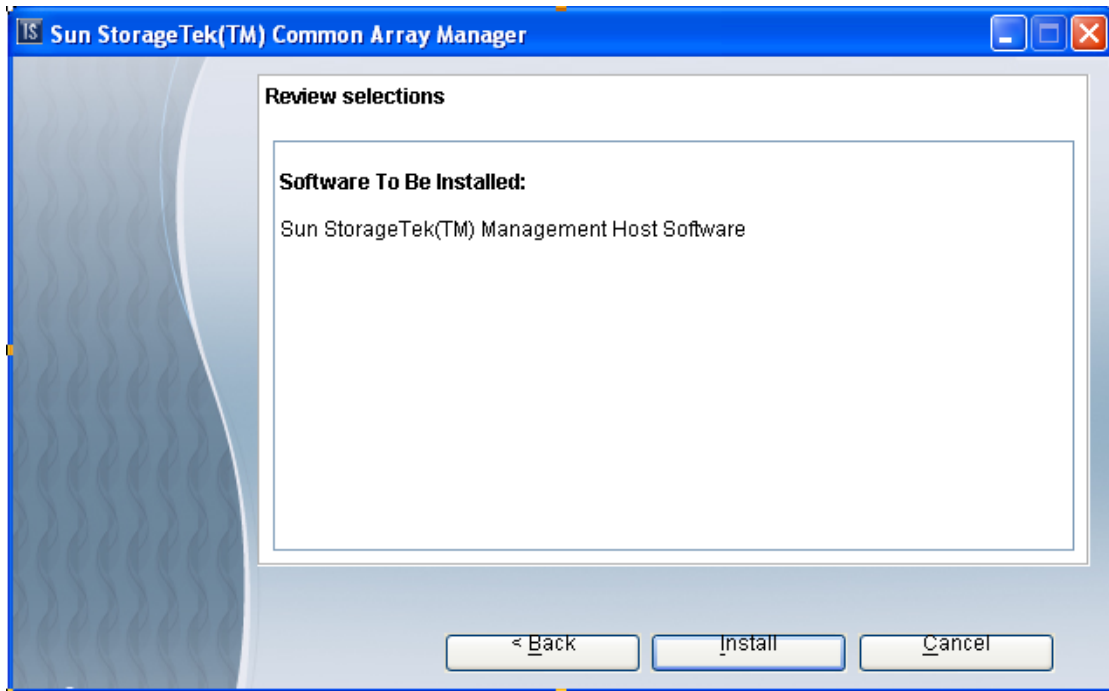 IS Sun StorageTek(TM) Common Array Manager
Review selections
Software To Be Installed:
Sun StorageTek(TM) Management Host Software
< Back
Install
Cancel